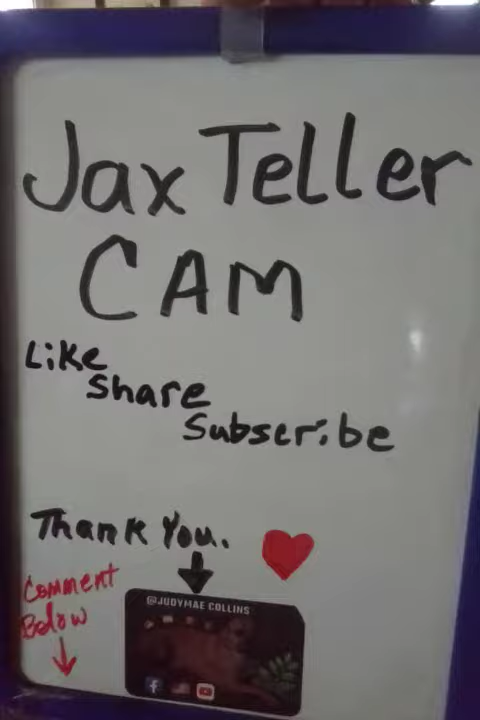 Jax Teller
CAM
Like
Share
Subscribe
Thank You.
Comment
Below
@JUDYMAE COLLINS